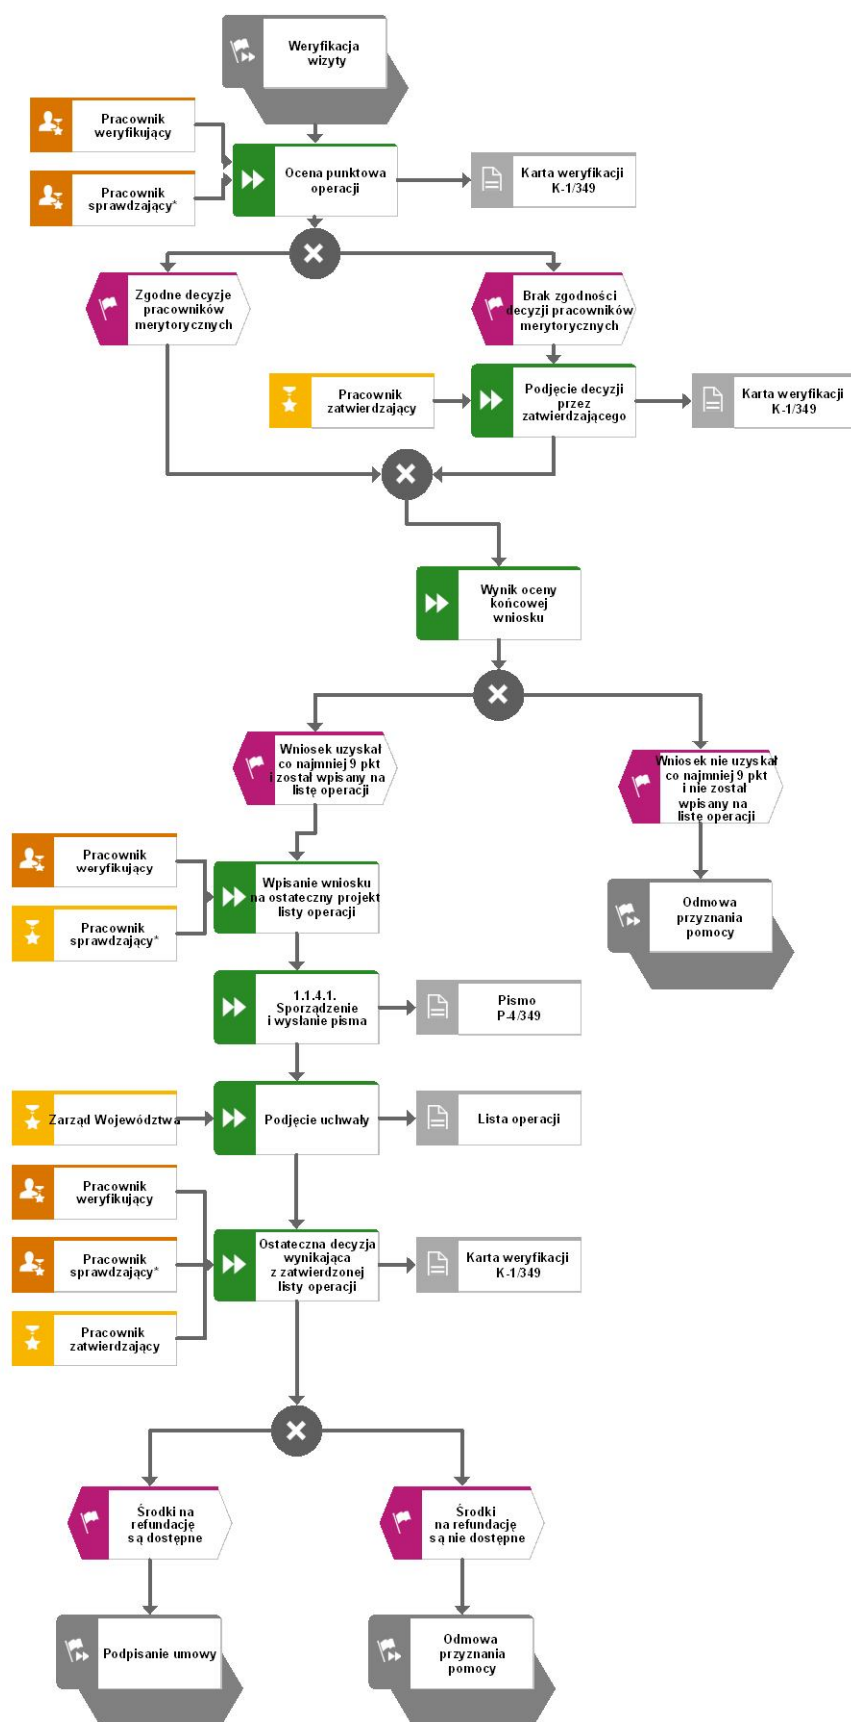 Weryfikacja
wizyty
Pracownik
weryfikujący
Pracownik
sprawdzający*
Ocena punktowa
operacji
Karta weryfikacji
K-1/349
Zgodne decyzje
pracowników
merytorycznych
Brak zgodności
decyzji pracowników
merytorycznych
Pracownik
zatwierdzający
Podjęcie decyzji
przez
zatwierdzającego
Karta weryfikacji
K-1/349
Wynik oceny
końcowej
wniosku
Wniosek uzyskał
co najmniej 9 pkt
i został wpisany na
listę operacji
Wniosek nie uzyskał
co najmniej 9 pkt
i nie został
wpisany na
listę operacji
Pracownik
weryfikujący
Pracownik
sprawdzający*
Wpisanie wniosku
na ostateczny projekt
listy operacji
Odmowa
przyznania
pomocy
1.1.4.1.
Sporządzenie
i wysłanie pisma
Pismo
P-4/349
Zarząd Województwa
Podjęcie uchwały
Lista operacji
Pracownik
weryfikujący
Pracownik
sprawdzający*
Pracownik
zatwierdzający
Ostateczna decyzja
wynikająca
z zatwierdzonej
listy operacji
Karta weryfikacji
K-1/349
Środki na
refundację
są dostępne
Środki
na refundację
są nie dostępne
Podpisanie umowy
Odmowa
przyznania
pomocy